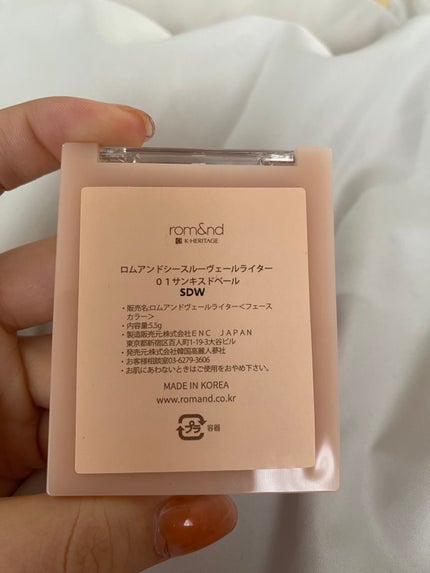 rom&nd
K-HERITAGE
ロムアンドシースルーヴェールライター
01サンキスドベール
SDW
・販売名:ロムアンドヴェールライター<フェース
カラー>
・内容量:5.5g
・製造販売元:株式会社ENC JAPAN
東京都新宿区百人町1-19-3大谷ビル
・発売元:株式会社韓国高麗人蔘社
・お客様相談室03-6279-3606
・お肌にあわないときはご使用をおやめ下さい。
MADE IN KOREA
www.romand.co.kr
プラ 容器